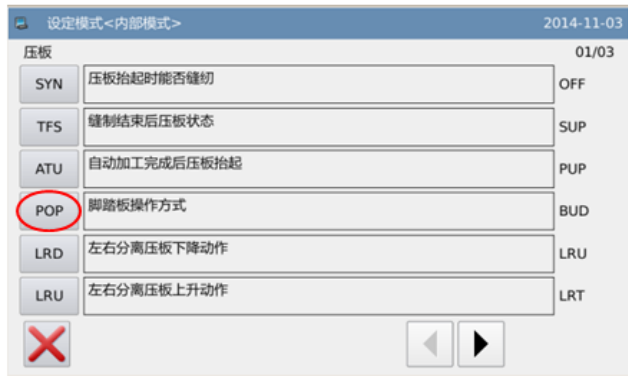 设定模式<内部模式> 2014-11-03
压板 01/03
SYN 压板抬起时能否缝纫 OFF
TFS 缝制结束后压板状态 SUP
ATU 自动加工完成后压板抬起 PUP
POP 脚踏板操作方式 BUD
LRD 左右分离压板下降动作 LRU
LRU 左右分离压板上升动作 LRT